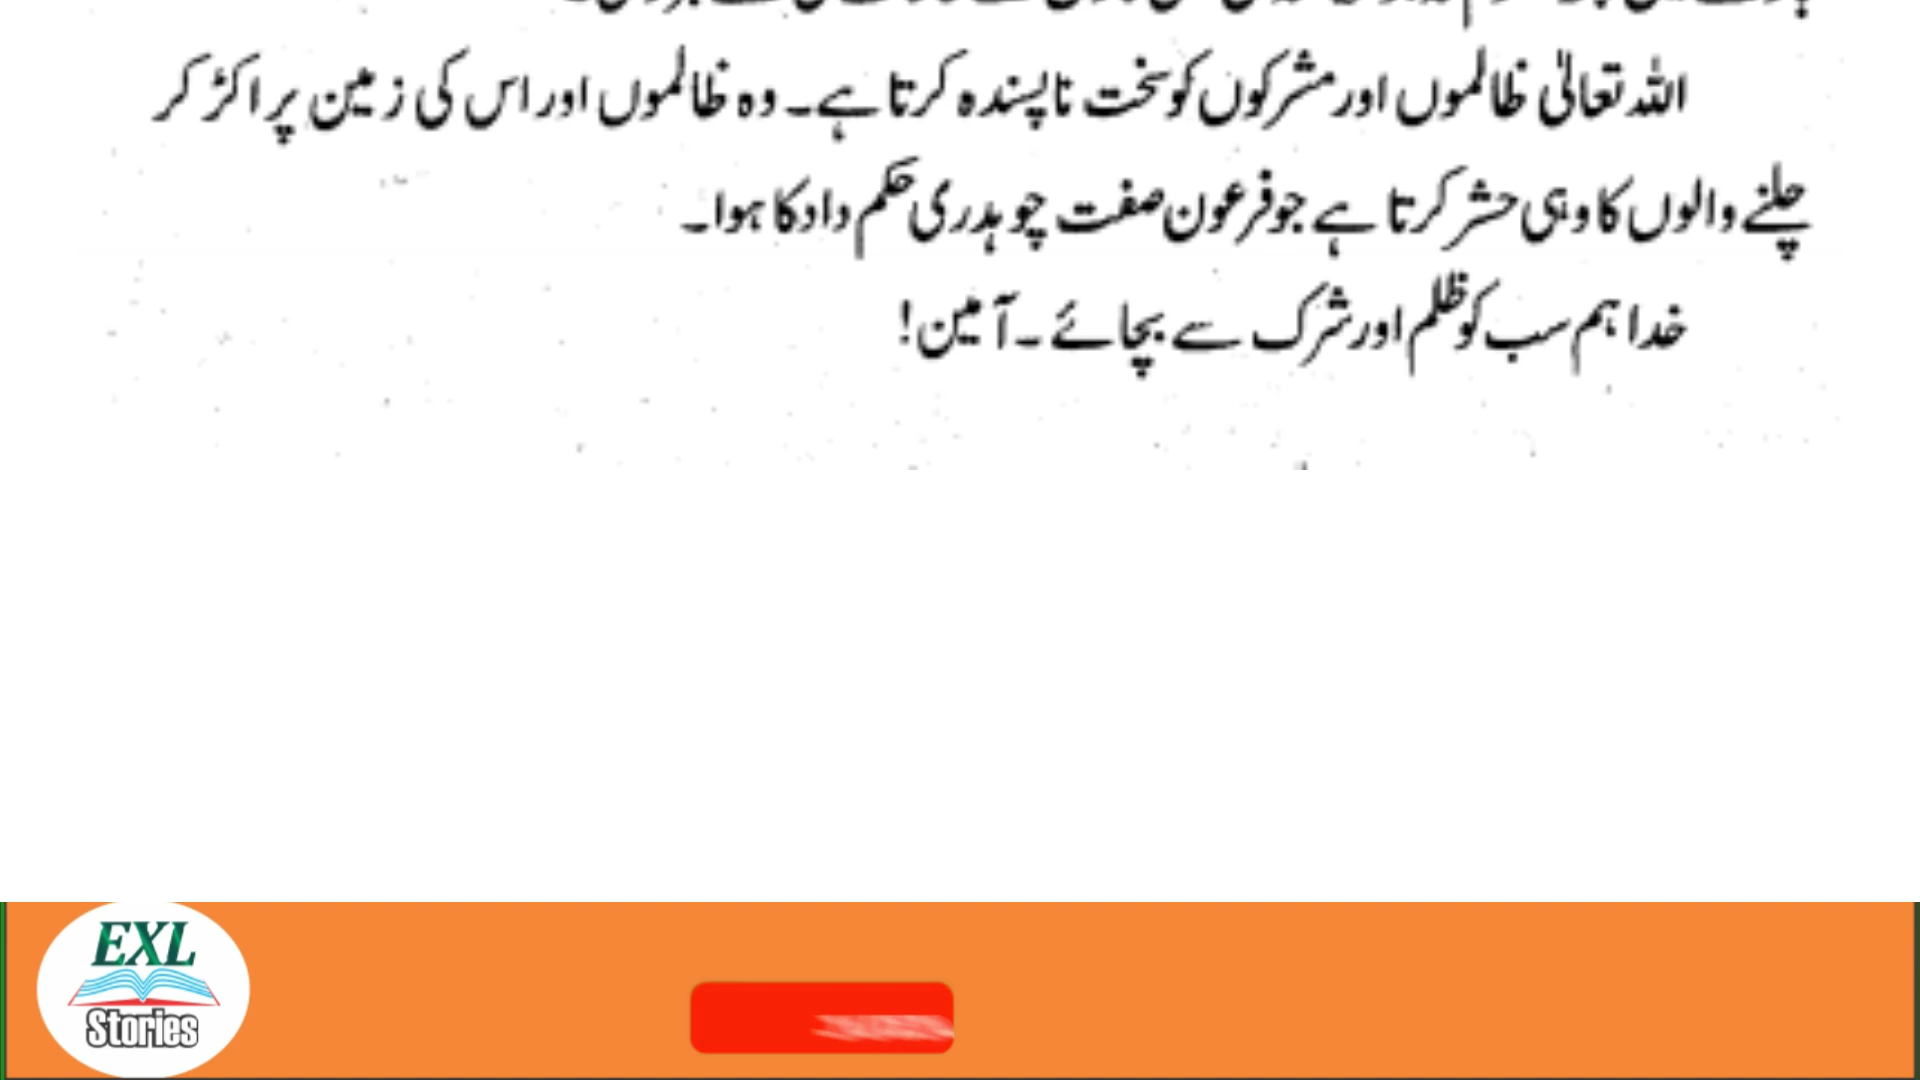 اللہ تعالیٰ ظالموں اور مشرکوں کو سخت ناپسندہ کرتا ہے۔ وہ ظالموں اور اس کی زمین پر اکڑ کر
چلنے والوں کا وہی حشر کرتا ہے جو فرعون صفت چوہدری حکم داد کا ہوا۔
خدا ہم سب کو ظلم اور شرک سے بچائے۔ آمین!
EXL
Stories